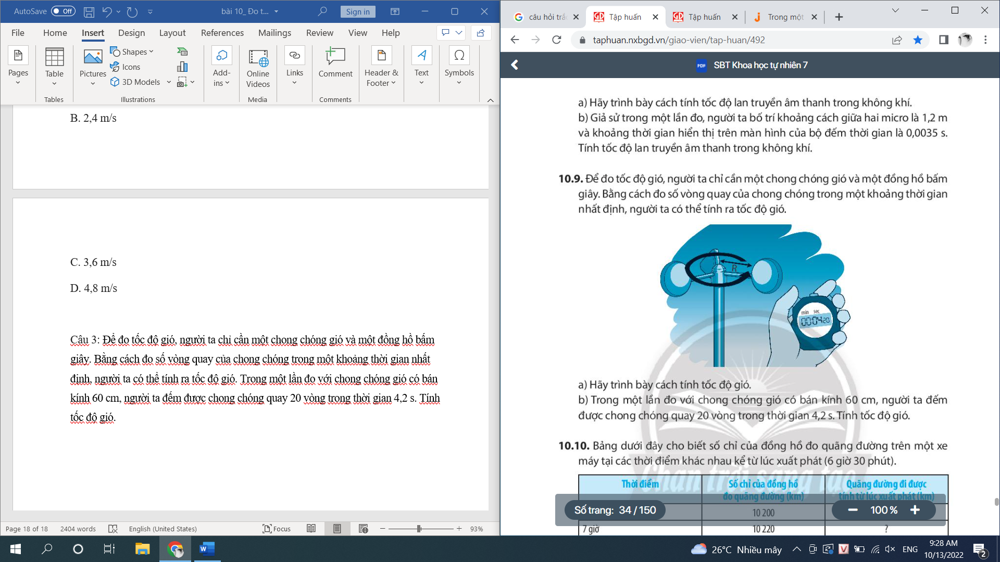 AutoSave Off bài 10_ Đo t... Sign in
File Home Insert Design Layout References Mailings Review View Help
Pages Table Pictures Shapes Icons 3D Models Add-ins Online Videos Links Comment Header & Footer Text Symbols
Tables Illustrations Media Comments
B. 2,4 m/s
C. 3,6 m/s
D. 4,8 m/s
Câu 3: Để đo tốc độ gió, người ta chỉ cần một chong chóng gió và một đồng hồ bấm
giây. Bằng cách đo số vòng quay của chong chóng trong một khoảng thời gian nhất
định, người ta có thể tính ra tốc độ gió. Trong một lần đo với chong chóng gió có bán
kính 60 cm, người ta đếm được chong chóng quay 20 vòng trong thời gian 4,2 s. Tính
tốc độ gió.
Page 18 of 18 2404 words English (United States) Focus 93%
câu hỏi trắ Tập huấn Tập huấn Trong một
taphuan.nxbgd.vn/giao-vien/tap-huan/492
PDF SBT Khoa học tự nhiên 7
a) Hãy trình bày cách tính tốc độ lan truyền âm thanh trong không khí.
b) Giả sử trong một lần đo, người ta bố trí khoảng cách giữa hai micro là 1,2 m
và khoảng thời gian hiển thị trên màn hình của bộ đếm thời gian là 0,0035 s.
Tính tốc độ lan truyền âm thanh trong không khí.
10.9. Để đo tốc độ gió, người ta chỉ cần một chong chóng gió và một đồng hồ bấm
giây. Bằng cách đo số vòng quay của chong chóng trong một khoảng thời gian
nhất định, người ta có thể tính ra tốc độ gió.
R
min sec
00:04 20
a) Hãy trình bày cách tính tốc độ gió.
b) Trong một lần đo với chong chóng gió có bán kính 60 cm, người ta đếm
được chong chóng quay 20 vòng trong thời gian 4,2 s. Tính tốc độ gió.
10.10. Bảng dưới đây cho biết số chỉ của đồng hồ đo quãng đường trên một xe
máy tại các thời điểm khác nhau kể từ lúc xuất phát (6 giờ 30 phút).
Chân trời sáng tạo
Thời điểm Số chỉ của đồng hồ Quãng đường đi được
đo quãng đường (km) tính từ lúc xuất phát (km)
10 200
7 giờ 10 220 ?
Số trang: 34 / 150 100 %
26°C Nhiều mây ENG 9:28 AM
10/13/2022 2